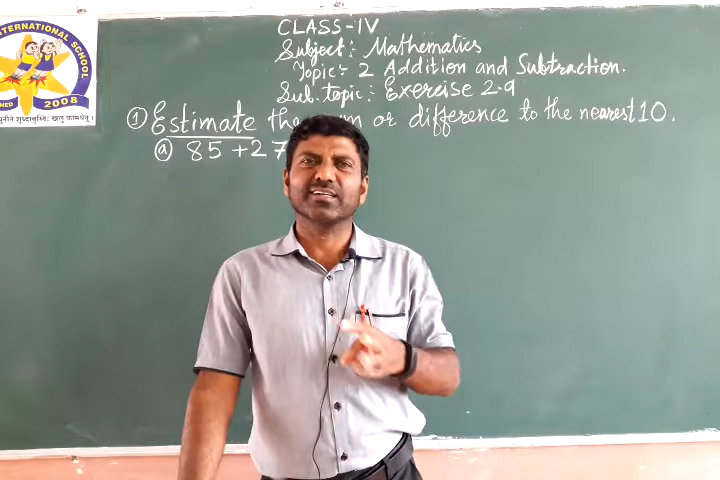 INTERNATIONAL SCHOOL
2008
CLASS-IV
Subject:- Mathematics
Topic:- 2 Addition and Subtraction.
Sub. topic:- Exercise 2.9
① Estimate the or difference to the nearest 10.
ⓐ 85 + 27